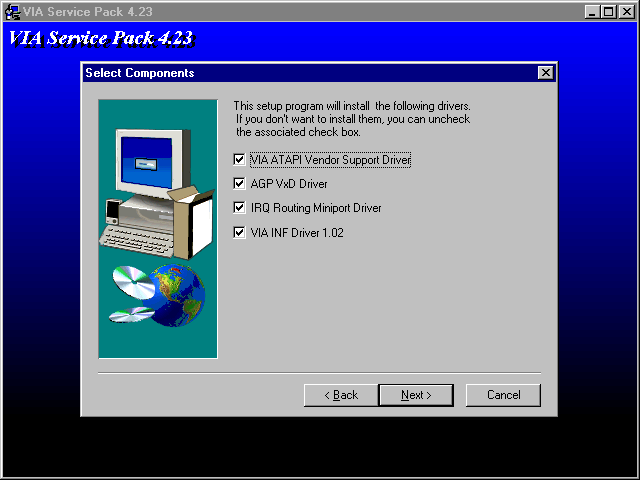 VIA Service Pack 4.23
VIA Service Pack 4.23
Select Components
This setup program will install the following drivers.
If you don't want to install them, you can uncheck
the associated check box.
VIA ATAPI Vendor Support Driver
AGP VxD Driver
IRQ Routing Miniport Driver
VIA INF Driver 1.02
< Back
Next >
Cancel